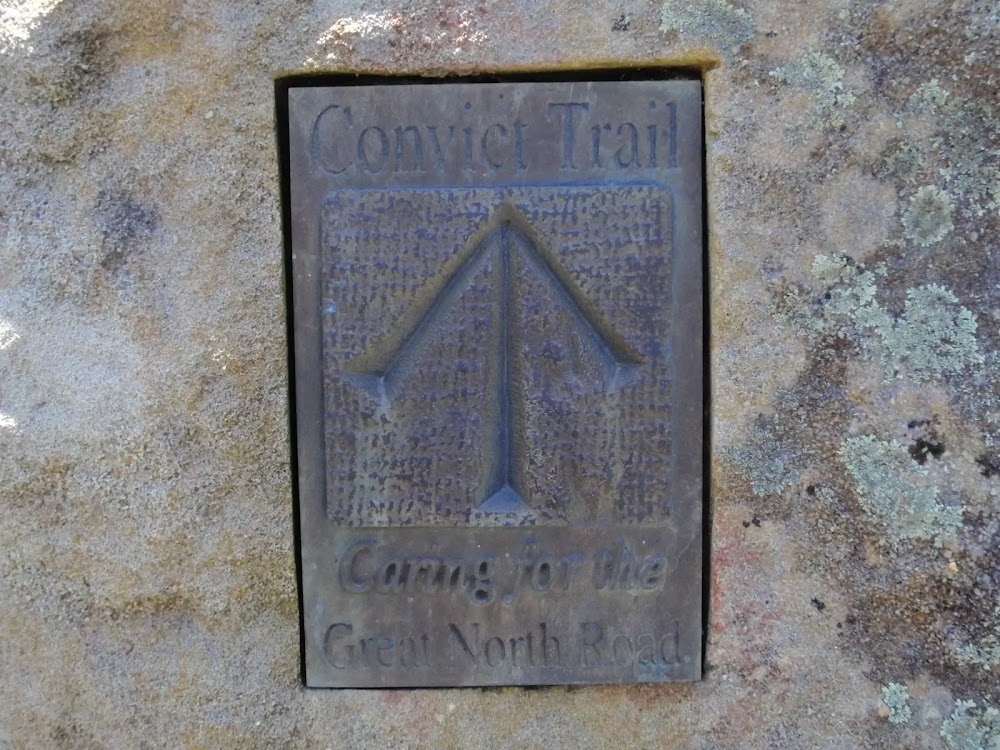 Convict Trail
Caring for the
Great North Road